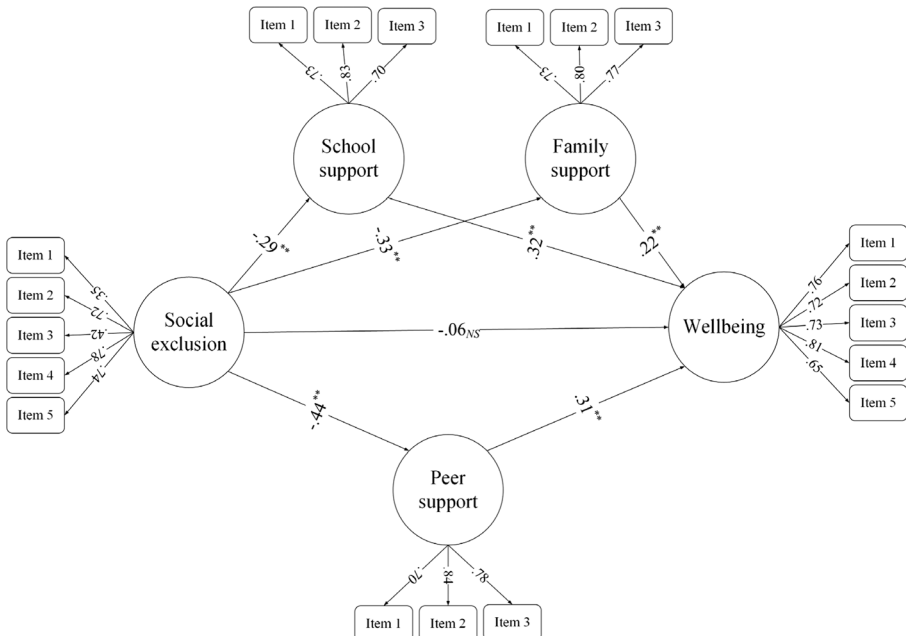 Item 1
Item 2
Item 3
Item 1
Item 2
Item 3
.73
.83
.70
.73
.80
.77
School
support
Family
support
-.29**
-.33**
.32**
.22**
Item 1
Item 2
Item 3
Item 4
Item 5
.35
.72
.42
.78
.74
Social
exclusion
-.06NS
Wellbeing
.76
.72
.73
.81
.65
Item 1
Item 2
Item 3
Item 4
Item 5
-.44**
.31**
Peer
support
.70
.84
.78
Item 1
Item 2
Item 3